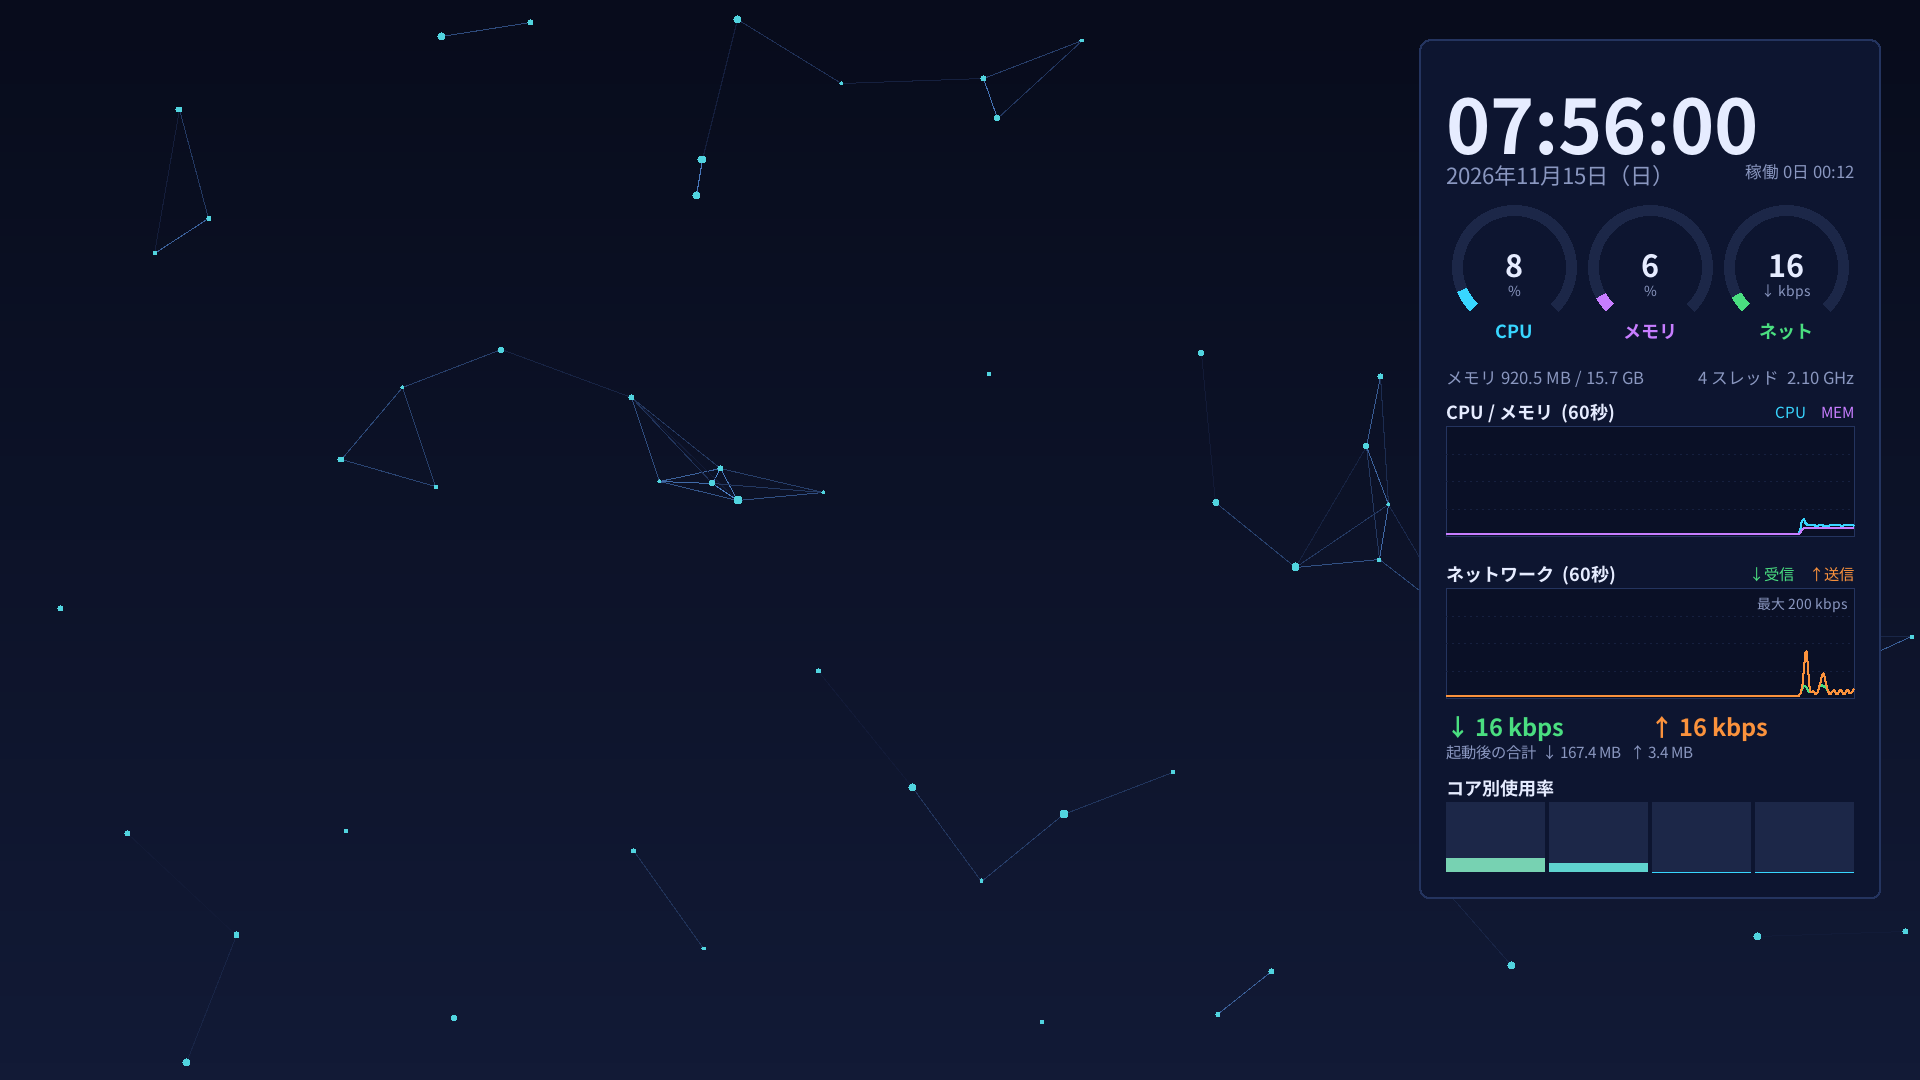 07:56:00
2026年11月15日（日） 稼働 0日 00:12
8 6 16
% % ↓ kbps
CPU メモリ ネット
メモリ 920.5 MB / 15.7 GB 4 スレッド 2.10 GHz
CPU / メモリ (60秒) CPU MEM
ネットワーク (60秒) ↓受信 ↑送信
最大 200 kbps
↓ 16 kbps ↑ 16 kbps
起動後の合計 ↓ 167.4 MB ↑ 3.4 MB
コア別使用率